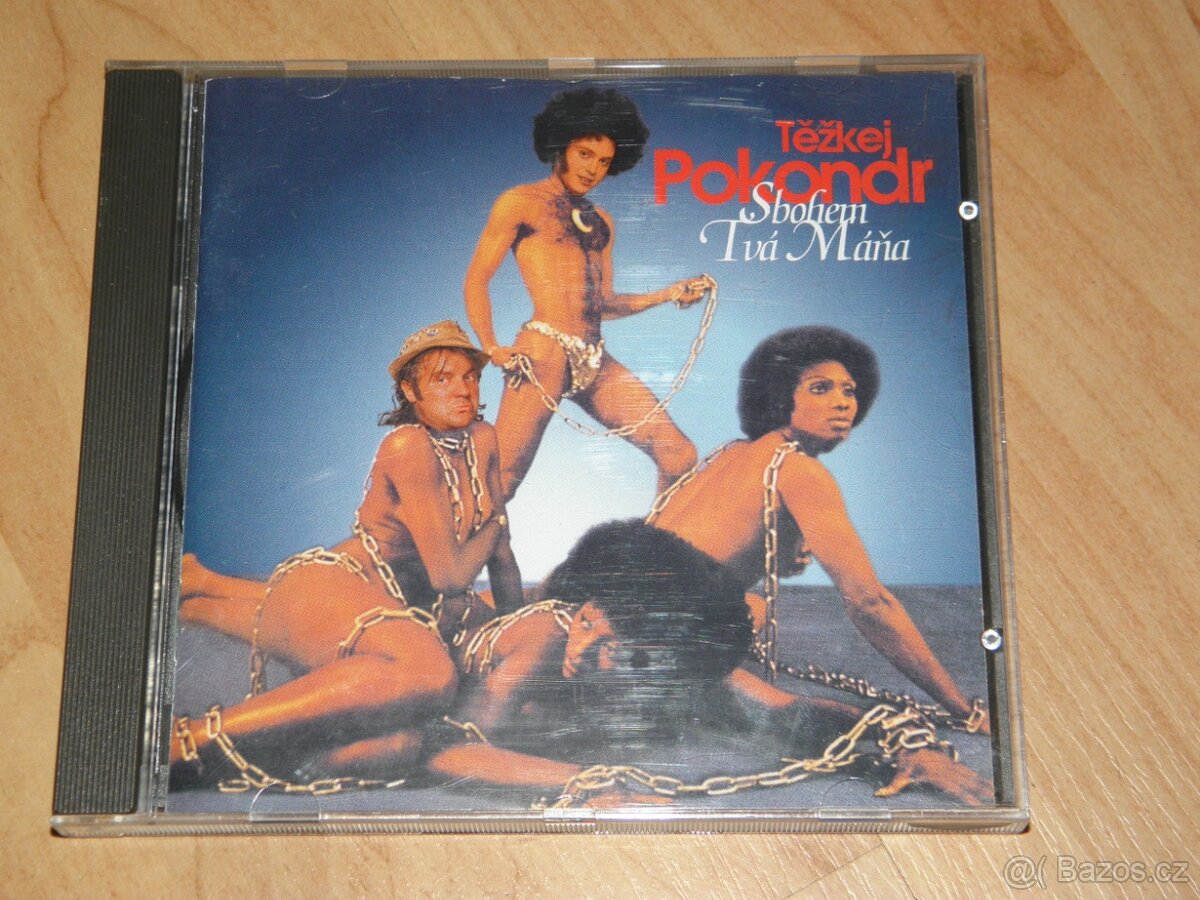 Těžkej
Pokondr
Sbohem
Tvá Máňa
@( Bazos.cz